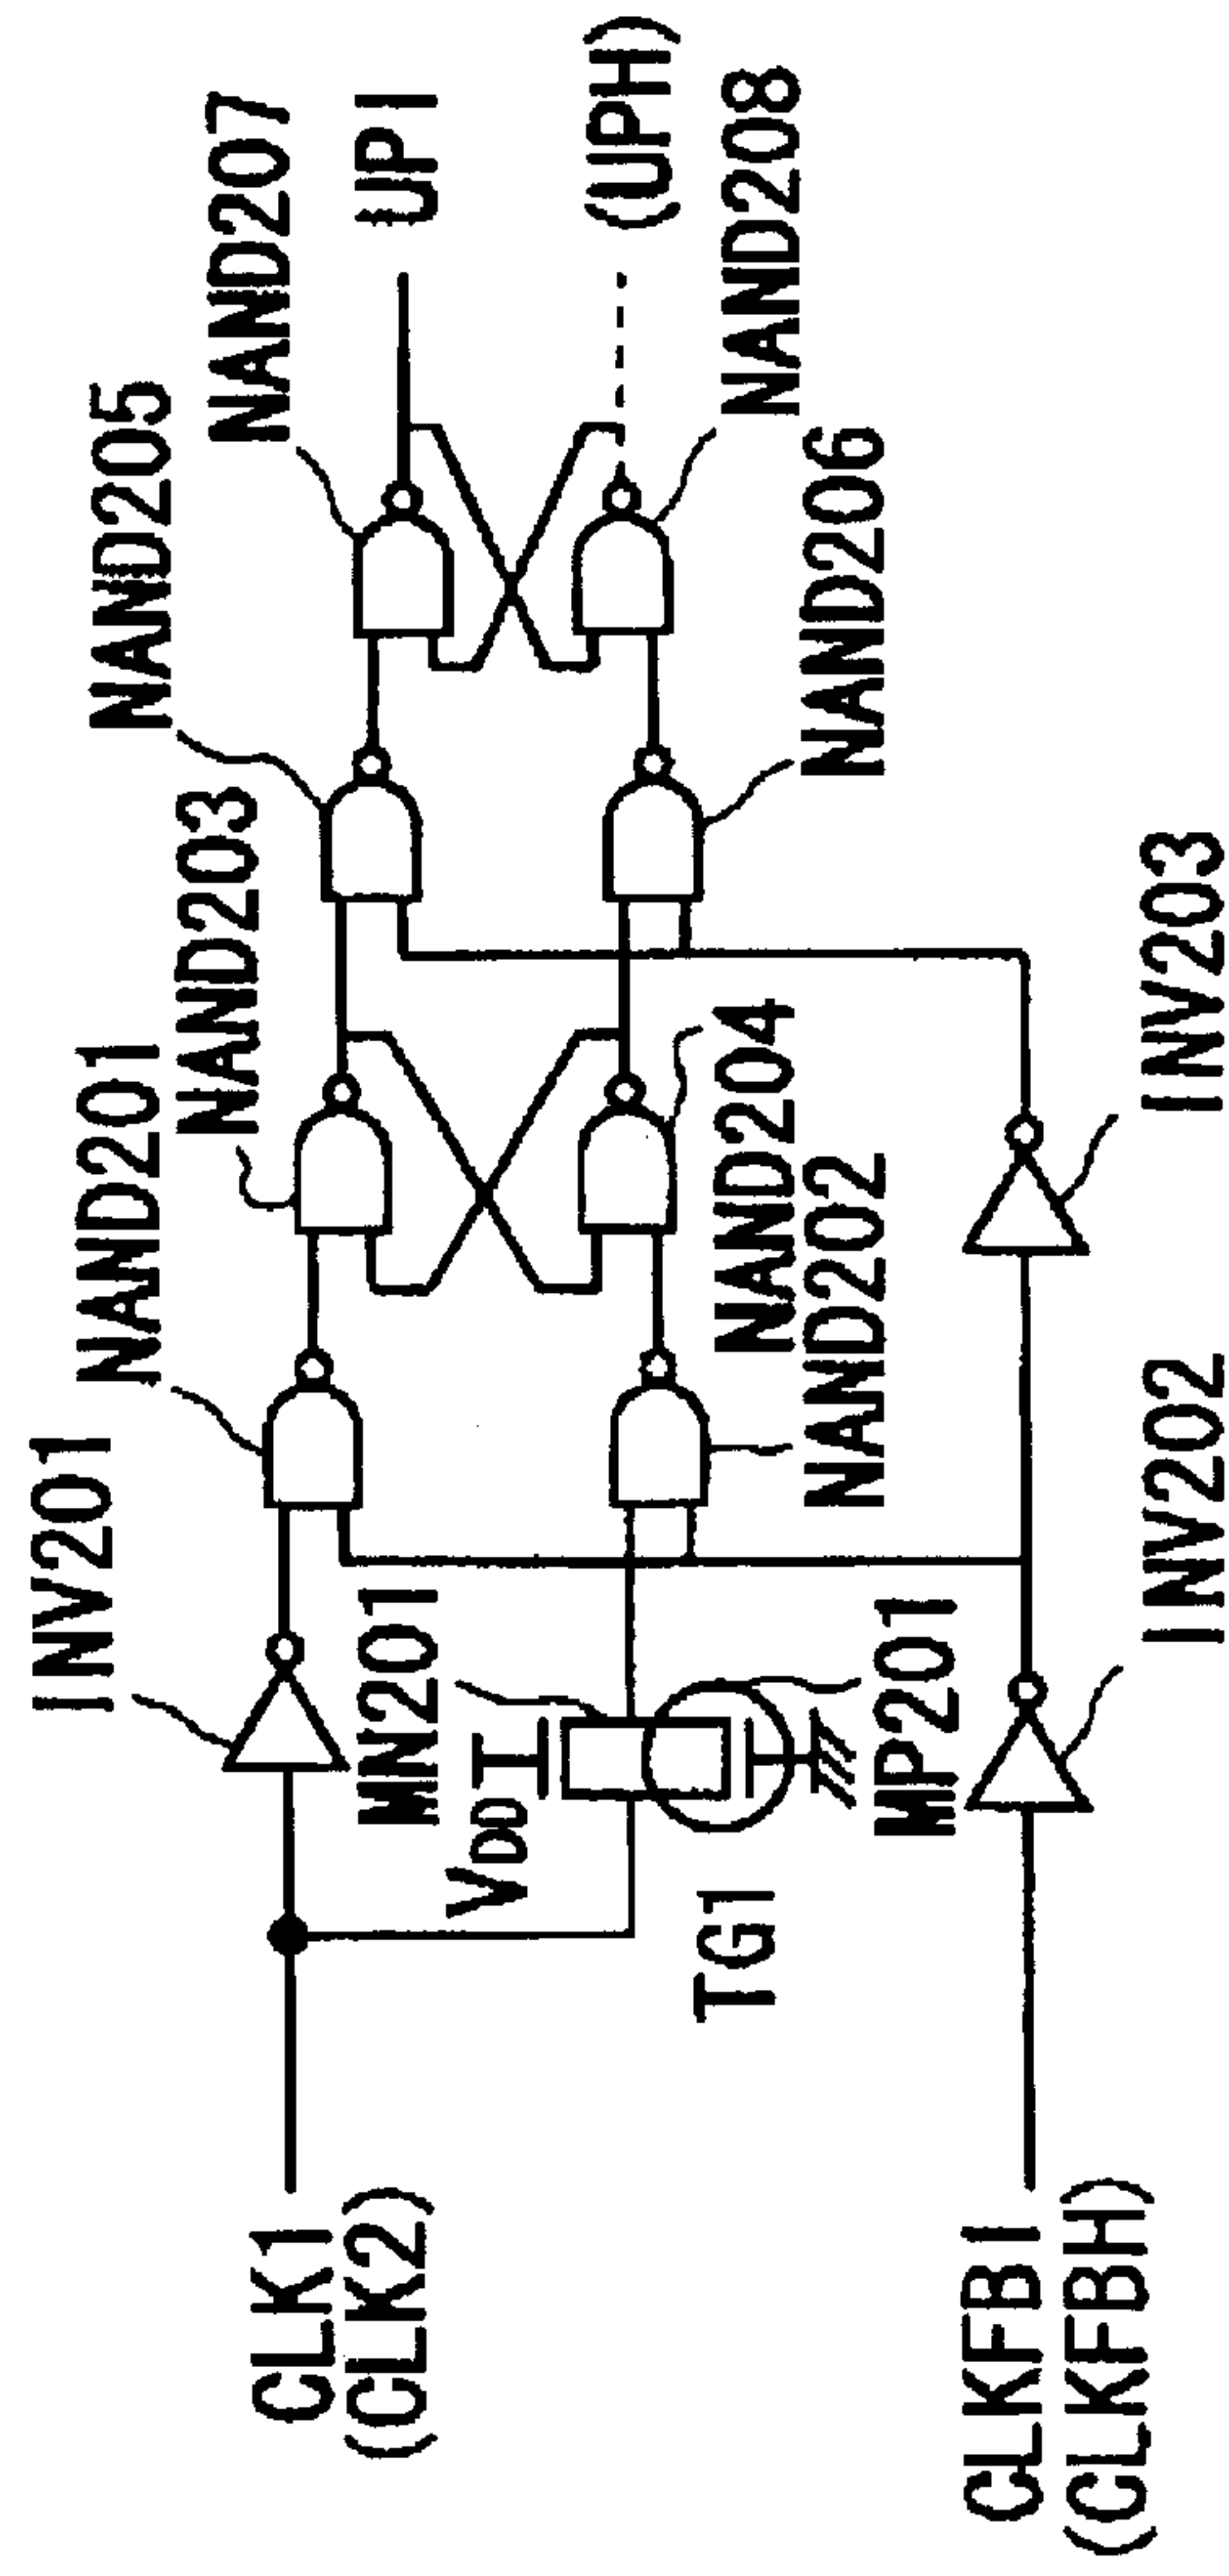 CLK1
(CLK2)
INV201
NAND201
NAND203
NAND205
NAND207
UPI
(UPH)
NAND208
VDD
MN201
TG1
MP201
NAND202
NAND204
NAND206
CLKFBI
(CLKFBH)
INV202
INV203